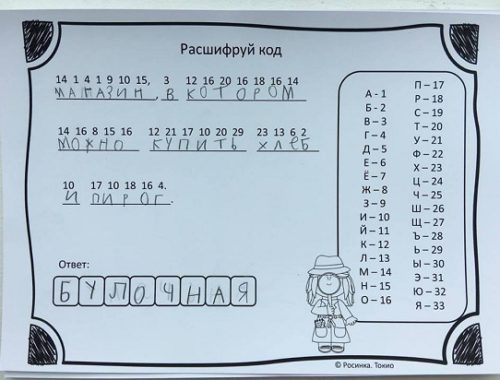 Расшифруй код
14 1 4 1 9 10 15, 3 12 16 20 16 18 16 14
МАГАЗИН, В КОТОРОМ
14 16 8 15 16 12 21 17 10 20 29 23 13 6 2
МОЖНО КУПИТЬ ХЛЕБ
10 17 10 18 16 4.
И ПИРОГ.
Ответ:
БУЛОЧНАЯ
А - 1
Б - 2
В – 3
Г – 4
Д – 5
Е – 6
Ё – 7
Ж – 8
З – 9
И – 10
Й – 11
К – 12
Л – 13
М – 14
Н – 15
О – 16
П – 17
Р – 18
С – 19
Т – 20
У – 21
Ф – 22
Х – 23
Ц – 24
Ч – 25
Ш – 26
Щ – 27
Ъ – 28
Ь – 29
Ы – 30
Э – 31
Ю – 32
Я – 33
© Росинка. Токио